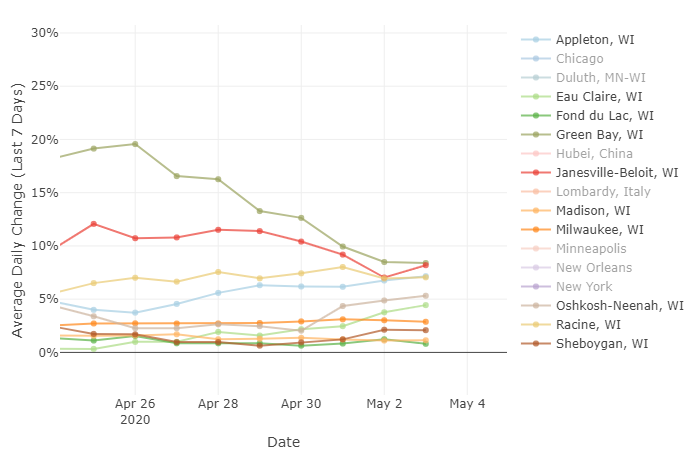 30%
25%
20%
15%
10%
5%
0%
Average Daily Change (Last 7 Days)
Apr 26
2020
Apr 28
Apr 30
May 2
May 4
Date
Appleton, WI
Chicago
Duluth, MN-WI
Eau Claire, WI
Fond du Lac, WI
Green Bay, WI
Hubei, China
Janesville-Beloit, WI
Lombardy, Italy
Madison, WI
Milwaukee, WI
Minneapolis
New Orleans
New York
Oshkosh-Neenah, WI
Racine, WI
Sheboygan, WI